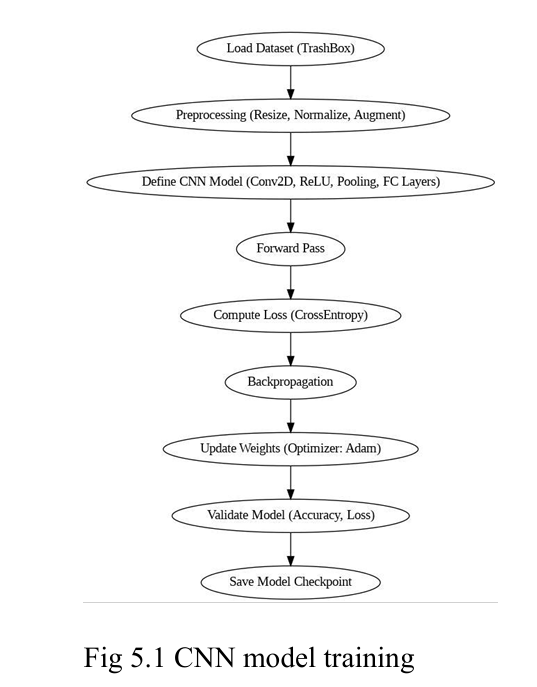 Load Dataset (TrashBox)
Preprocessing (Resize, Normalize, Augment)
Define CNN Model (Conv2D, ReLU, Pooling, FC Layers)
Forward Pass
Compute Loss (CrossEntropy)
Backpropagation
Update Weights (Optimizer: Adam)
Validate Model (Accuracy, Loss)
Save Model Checkpoint
Fig 5.1 CNN model training